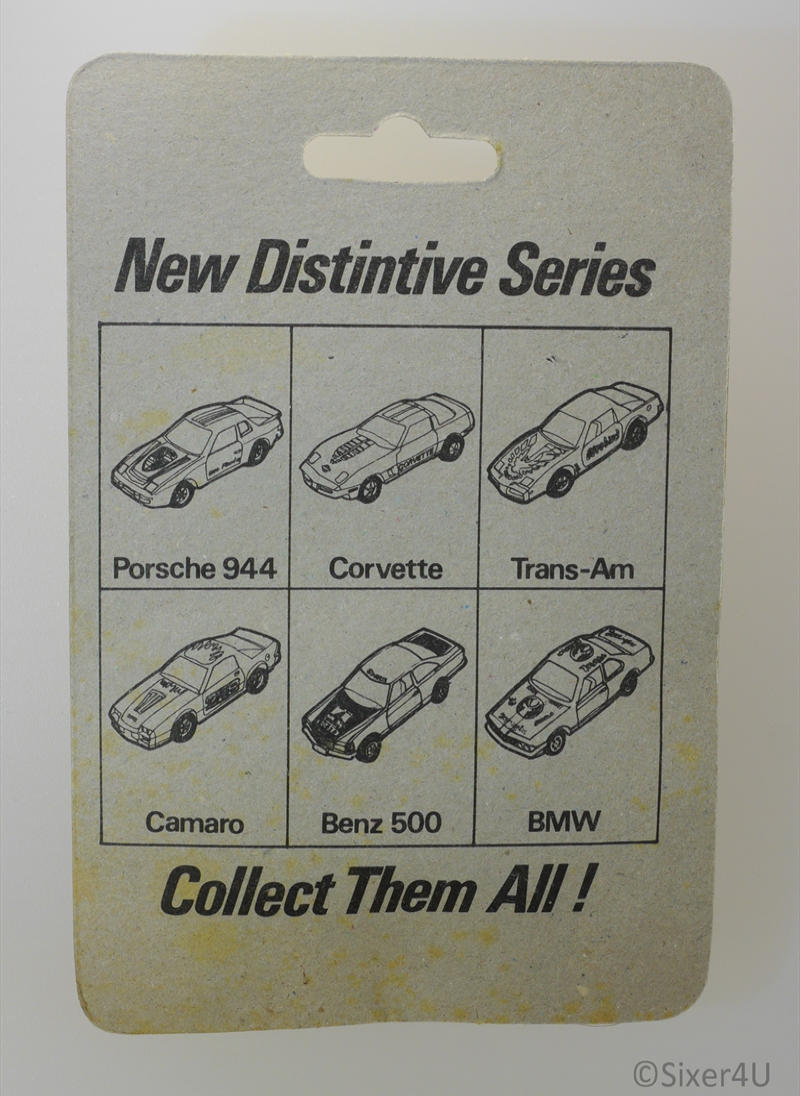 New Distintive Series
Porsche 944
Corvette
Trans-Am
Camaro
Benz 500
BMW
Collect Them All !
©Sixer4U